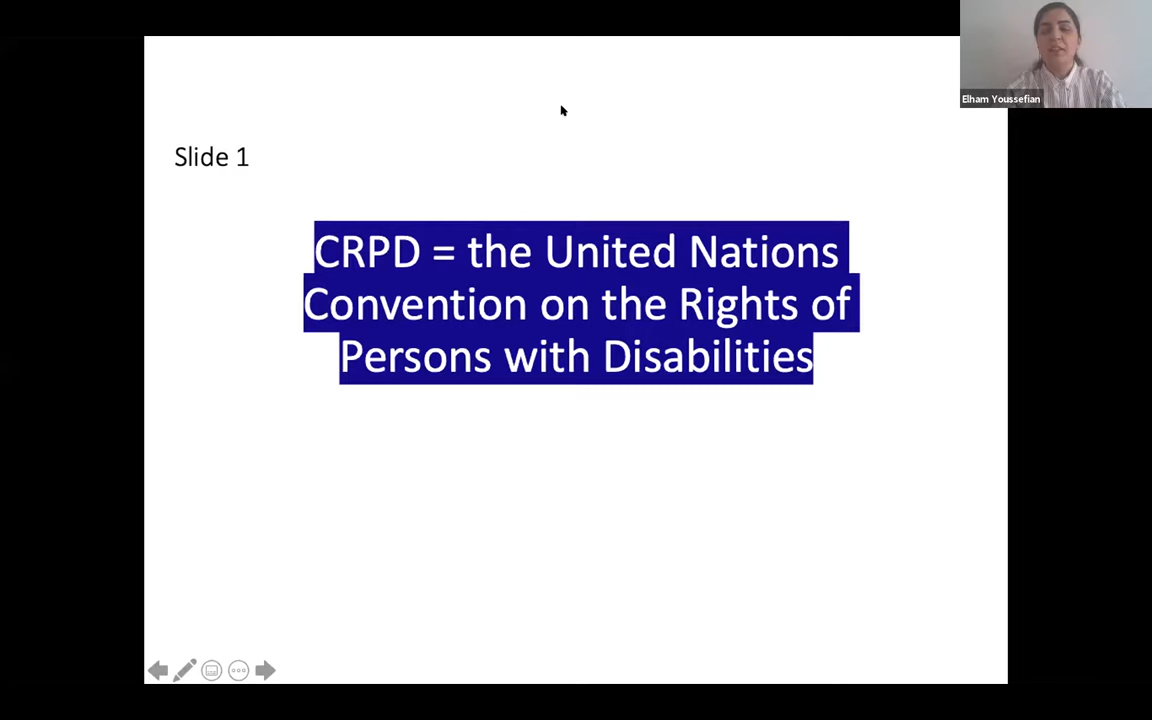 Elham Youssefian
Slide 1
CRPD = the United Nations
Convention on the Rights of
Persons with Disabilities